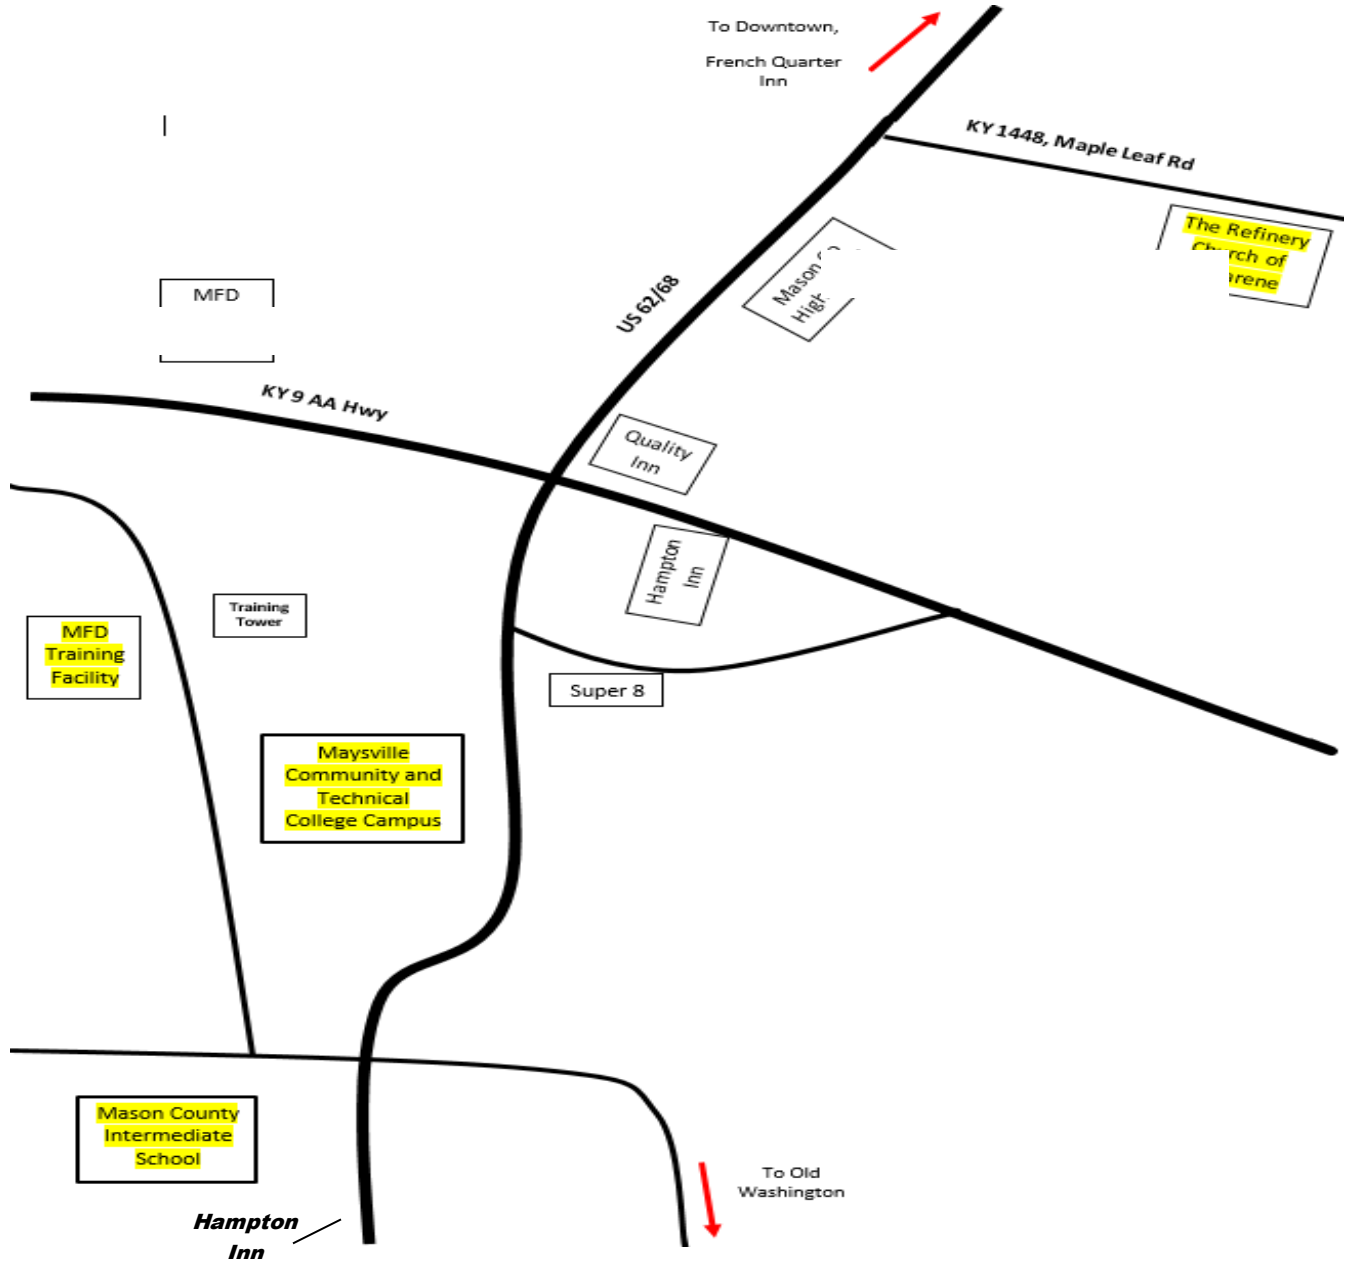 To Downtown,
French Quarter
Inn
KY 1448, Maple Leaf Rd
The Refinery
of
Mason
MFD
US 62/68
KY 9 AA Hwy
Quality
Inn
Hampton
Inn
Training
Tower
MFD
Training
Facility
Super 8
Maysville
Community and
Technical
College Campus
Mason County
Intermediate
School
To Old
Washington
Hampton
Inn